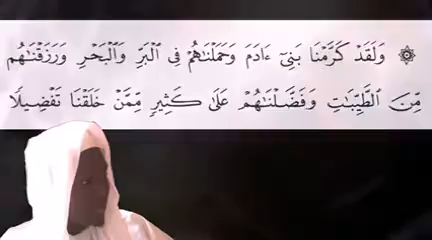 ۞ وَلَقَدْ كَرَّمْنَا بَنِىٓ ءَادَمَ وَحَمَلْنَٰهُمْ فِى ٱلْبَرِّ وَٱلْبَحْرِ وَرَزَقْنَٰهُم
مِّنَ ٱلطَّيِّبَٰتِ وَفَضَّلْنَٰهُمْ عَلَىٰ كَثِيرٍ مِّمَّنْ خَلَقْنَا تَفْضِيلًا